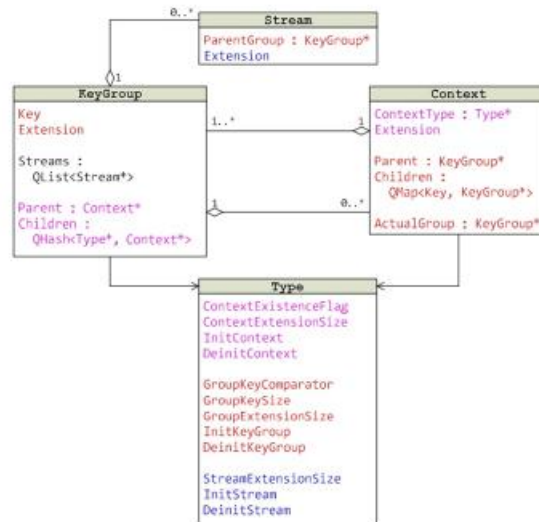 Stream
0..*
ParentGroup : KeyGroup*
Extension
1
KeyGroup
Key
Extension
Streams :
QList<Stream*>
Parent : Context*
Children :
QHash<Type*, Context*>
1..*
1
1
0..*
Context
ContextType : Type*
Extension
Parent : KeyGroup*
Children :
QMap<Key, KeyGroup*>
ActualGroup : KeyGroup*
Type
ContextExistenceFlag
ContextExtensionSize
InitContext
DeinitContext
GroupKeyComparator
GroupKeySize
GroupExtensionSize
InitKeyGroup
DeinitKeyGroup
StreamExtensionSize
InitStream
DeinitStream